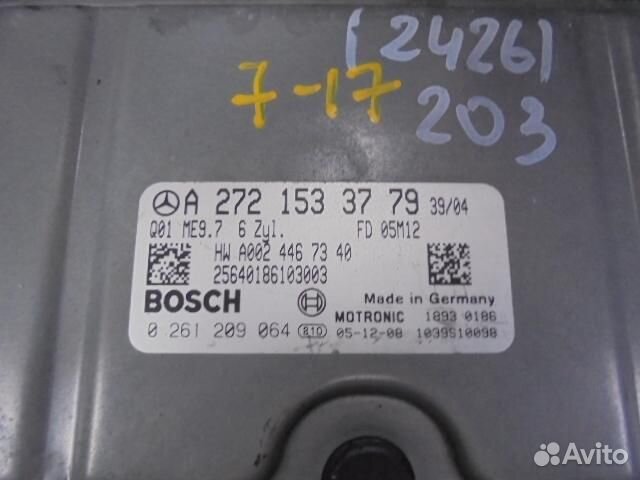 (2426)
7-17
203
A 272 153 37 79 39/04
Q01 ME9.7 6 Zyl. FD 05M12
HW A002 446 73 40
25640186103003
BOSCH
Made in Germany
MOTRONIC 1893 0186
0 261 209 064 810 05-12-08 1039S10098
Avito